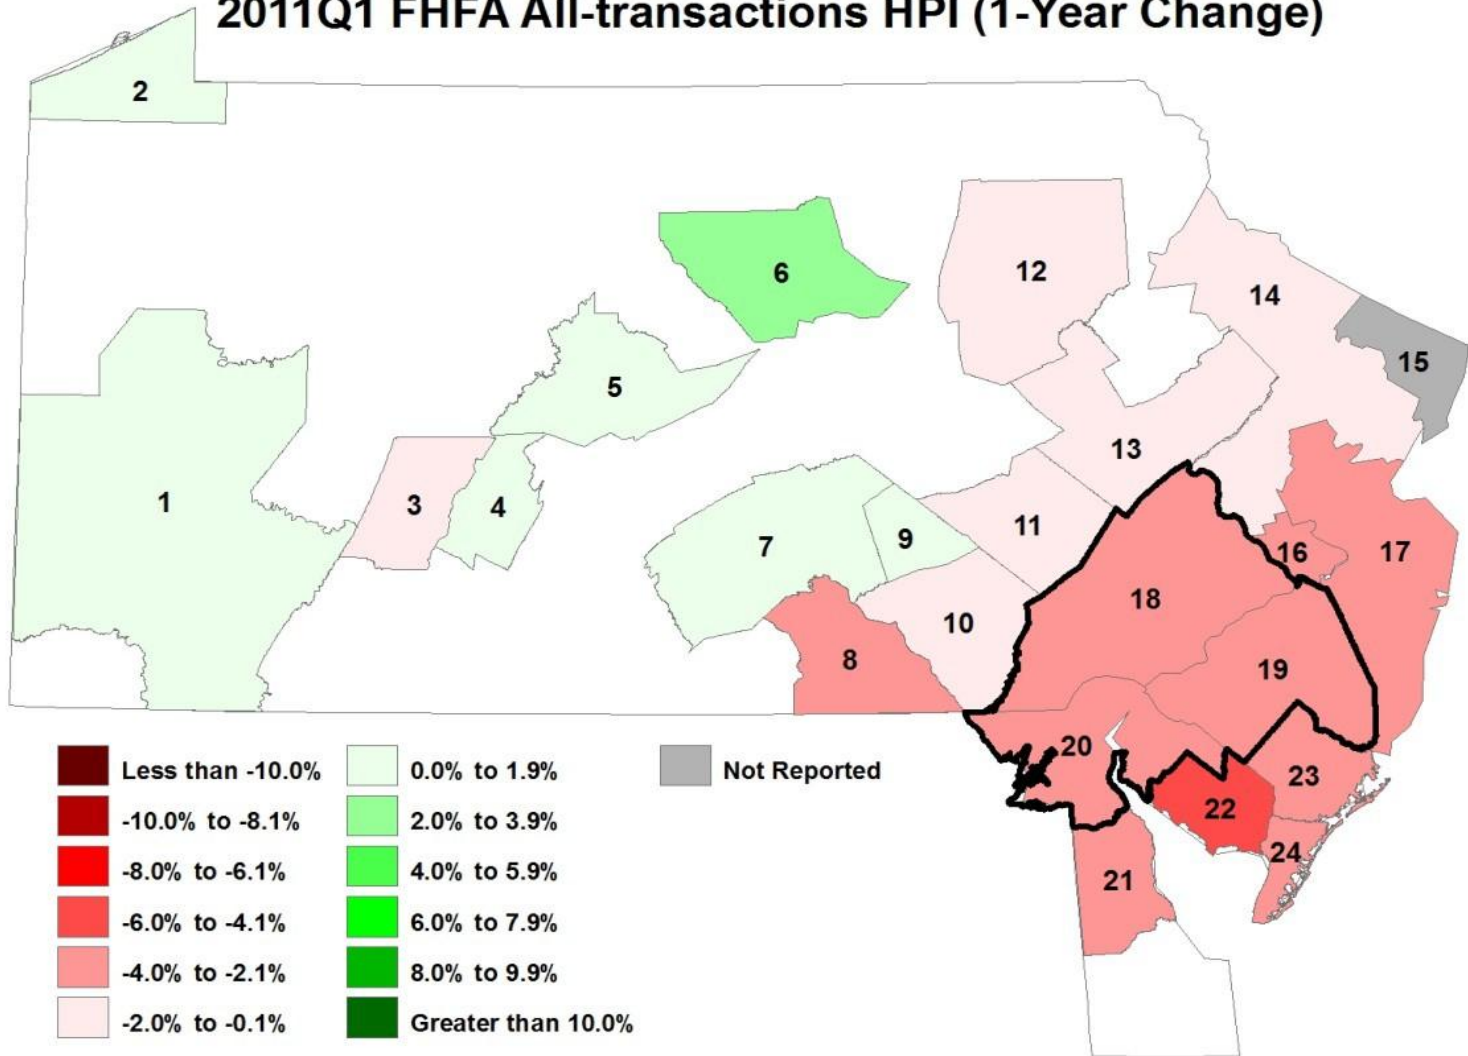 2011Q1 FHFA All-transactions HPI (1-Year Change)
2
6
12
14
15
5
13
1
3
4
7
9
11
16
17
18
10
8
19
20
23
22
24
21
Less than -10.0%
-10.0% to -8.1%
-8.0% to -6.1%
-6.0% to -4.1%
-4.0% to -2.1%
-2.0% to -0.1%
0.0% to 1.9%
2.0% to 3.9%
4.0% to 5.9%
6.0% to 7.9%
8.0% to 9.9%
Greater than 10.0%
Not Reported